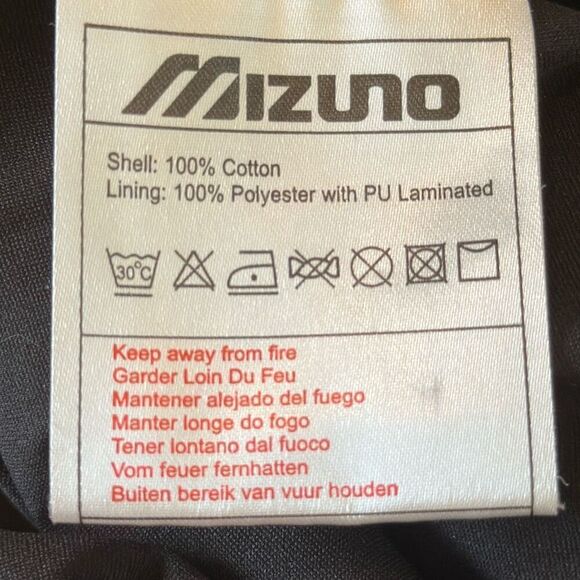 MIZUNO
Shell: 100% Cotton
Lining: 100% Polyester with PU Laminated
30°C
Keep away from fire
Garder Loin Du Feu
Mantener alejado del fuego
Manter longe do fogo
Tener lontano dal fuoco
Vom feuer fernhatten
Buiten bereik van vuur houden